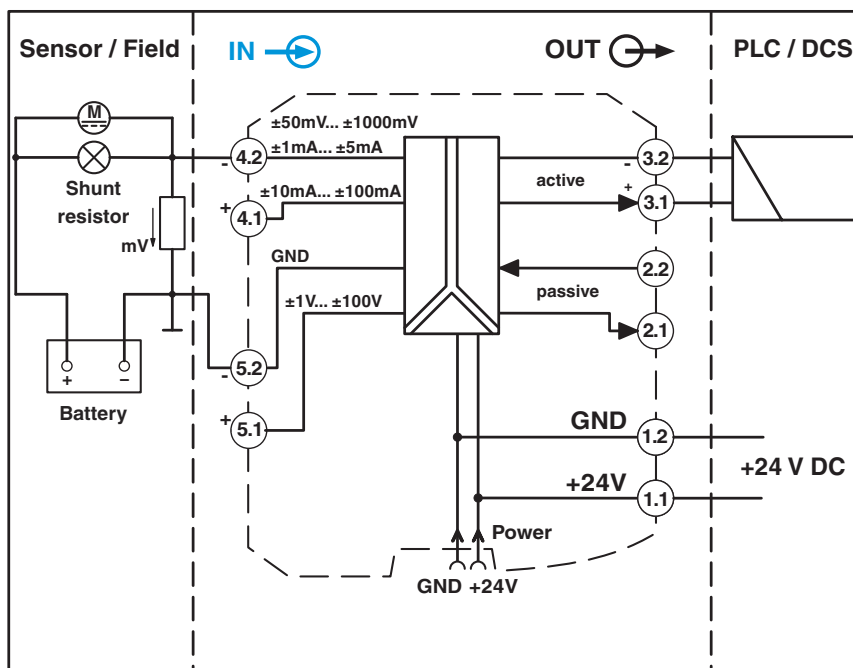 Sensor / Field
IN
OUT
PLC / DCS
M
±50mV... ±1000mV
4.2
-
±1mA... ±5mA
-
3.2
Shunt
resistor
±10mA... ±100mA
active
+
4.1
+
3.1
mV
GND
2.2
±1V... ±100V
passive
2.1
5.2
-
+ −
Battery
+
5.1
GND
1.2
+24 V DC
+24V
1.1
Power
GND +24V